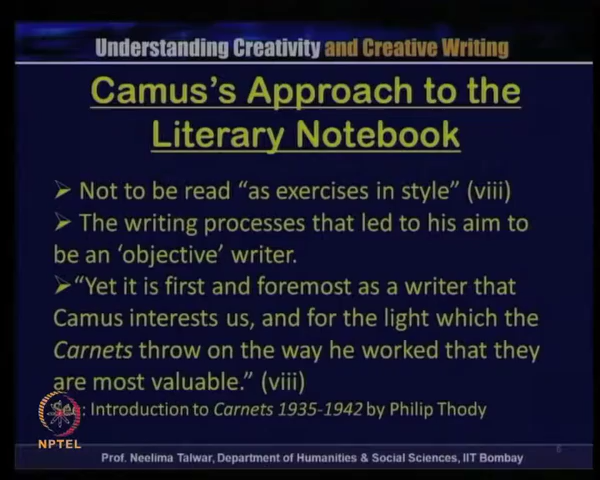 Understanding Creativity and Creative Writing
Camus's Approach to the
Literary Notebook
➢ Not to be read "as exercises in style" (viii)
➢ The writing processes that led to his aim to
be an 'objective' writer.
➢"Yet it is first and foremost as a writer that
Camus interests us, and for the light which the
Carnets throw on the way he worked that they
are most valuable." (viii)
See: Introduction to Carnets 1935-1942 by Philip Thody
NPTEL
6
Prof. Neelima Talwar, Department of Humanities & Social Sciences, IIT Bombay